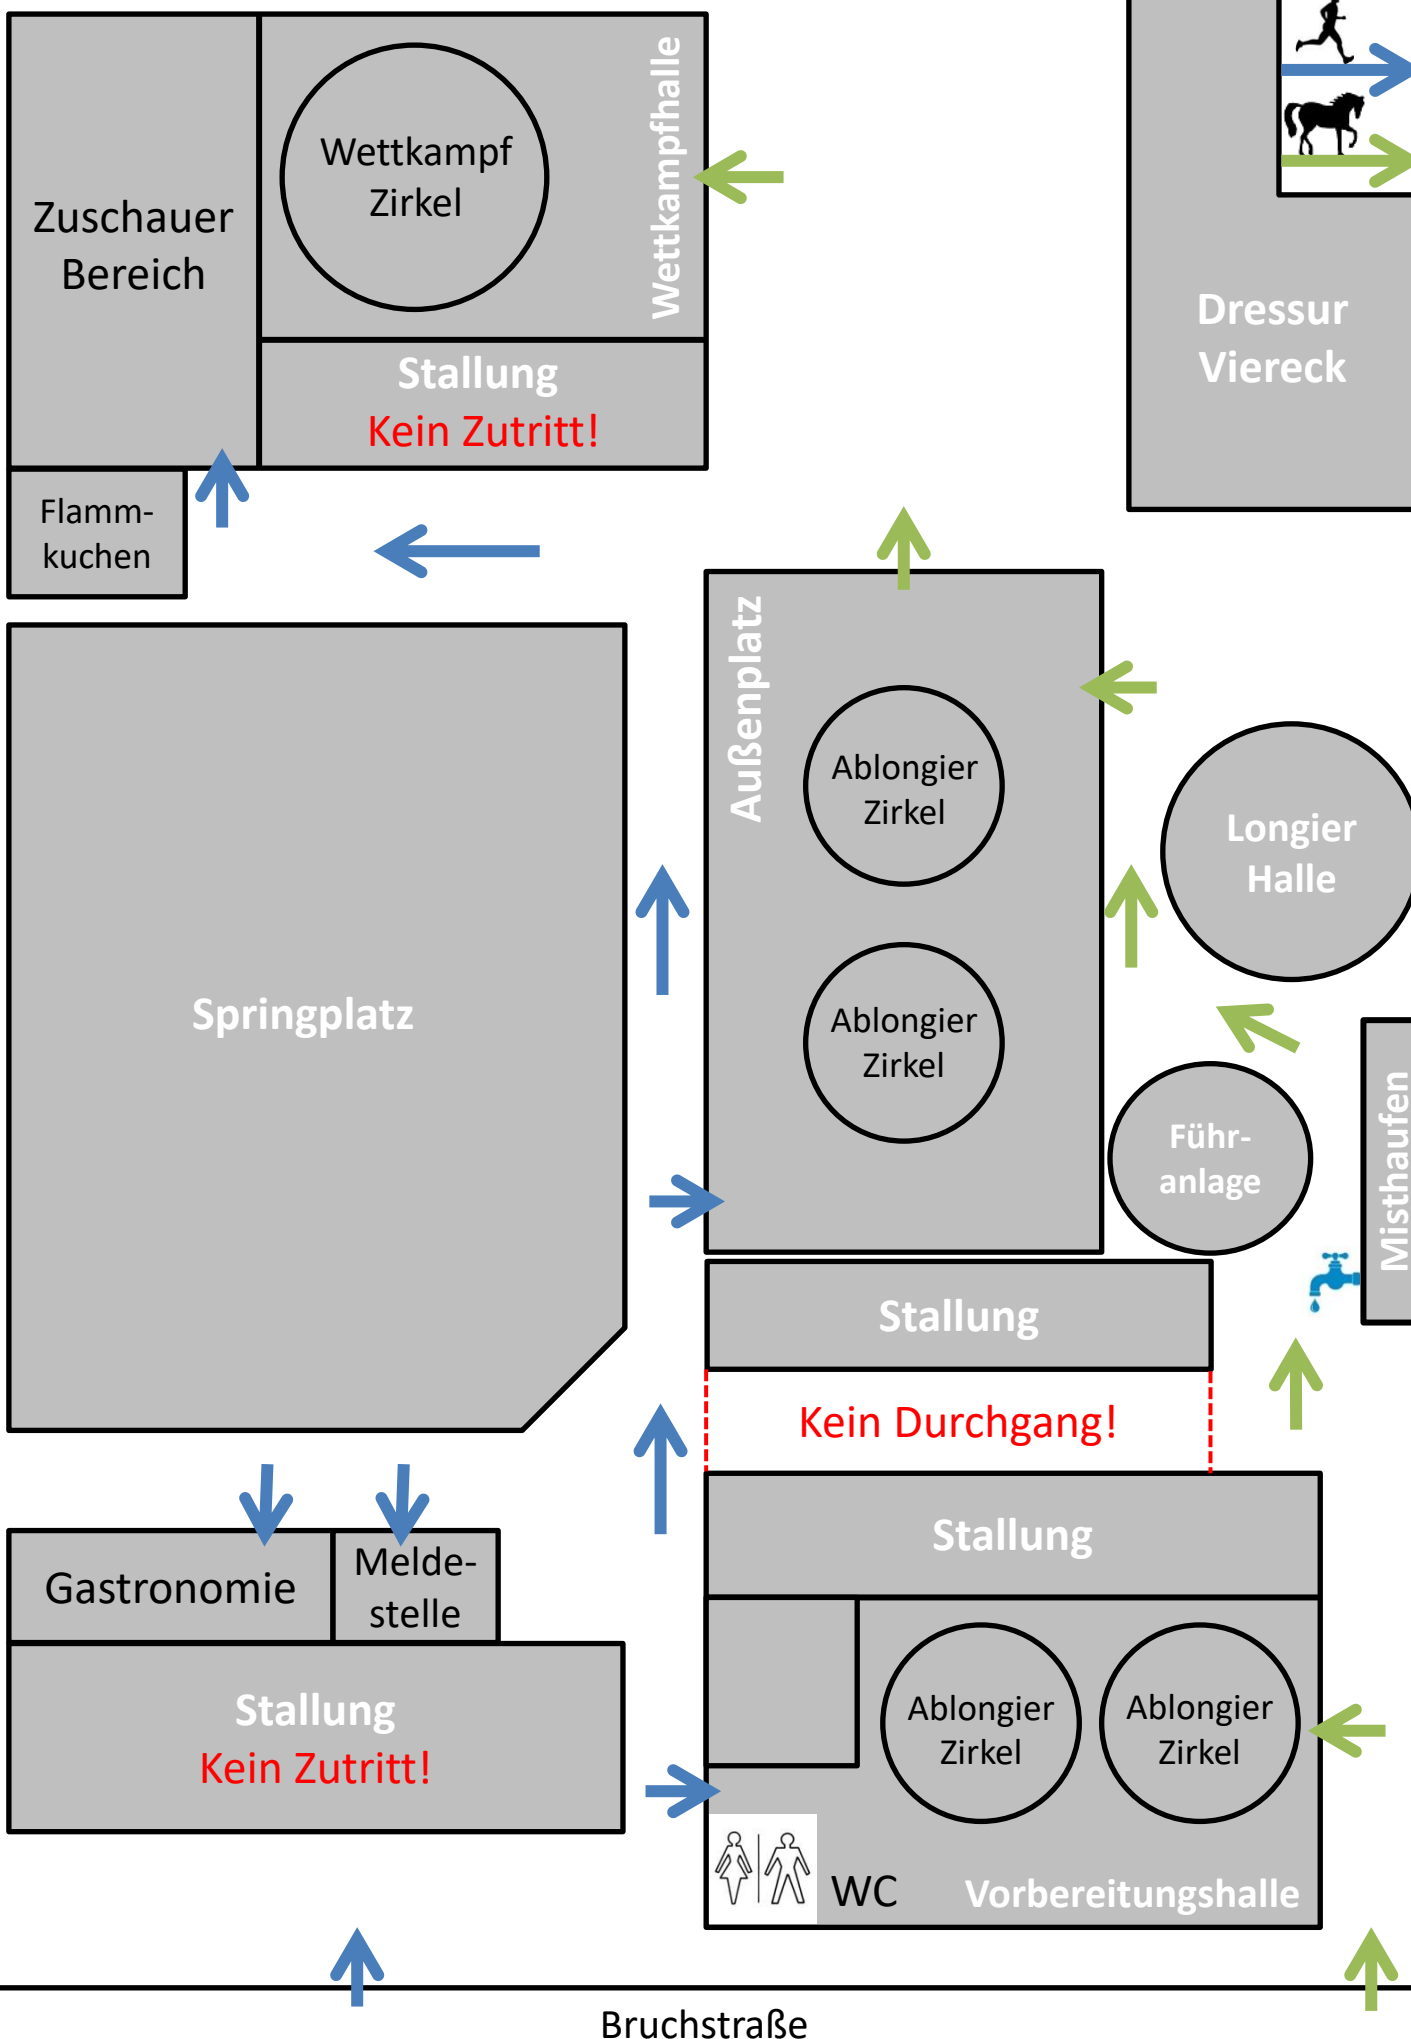 Wettkampf
Zirkel
Wettkampfhalle
Zuschauer
Bereich
Stallung
Kein Zutritt!
Flamm-
kuchen
Dressur
Viereck
Außenplatz
Ablongier
Zirkel
Longier
Halle
Springplatz
Ablongier
Zirkel
Führ-
anlage
Misthaufen
Stallung
Kein Durchgang!
Stallung
Gastronomie
Melde-
stelle
Stallung
Kein Zutritt!
Ablongier
Zirkel
Ablongier
Zirkel
WC
Vorbereitungshalle
Bruchstraße